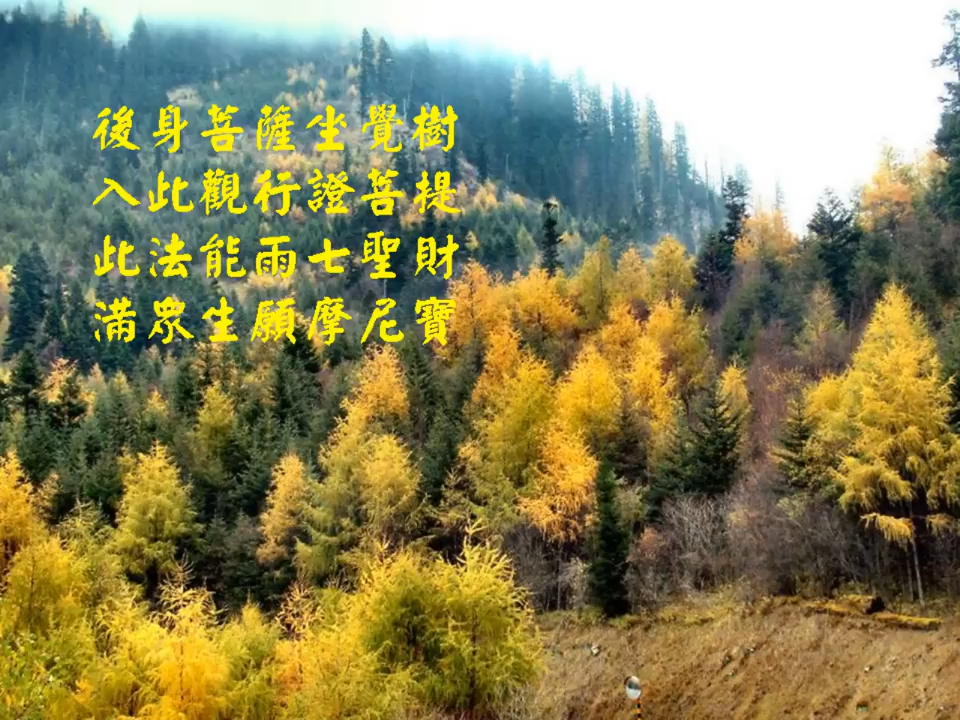 後身菩薩坐覺樹
入此觀行證菩提
此法能雨七聖財
滿眾生願摩尼寶